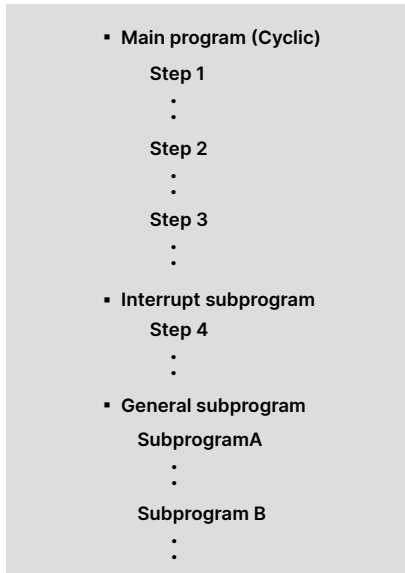 ▪ Main program (Cyclic)
Step 1
•
•
Step 2
•
•
Step 3
•
•
▪ Interrupt subprogram
Step 4
•
•
▪ General subprogram
SubprogramA
•
•
Subprogram B
•
•